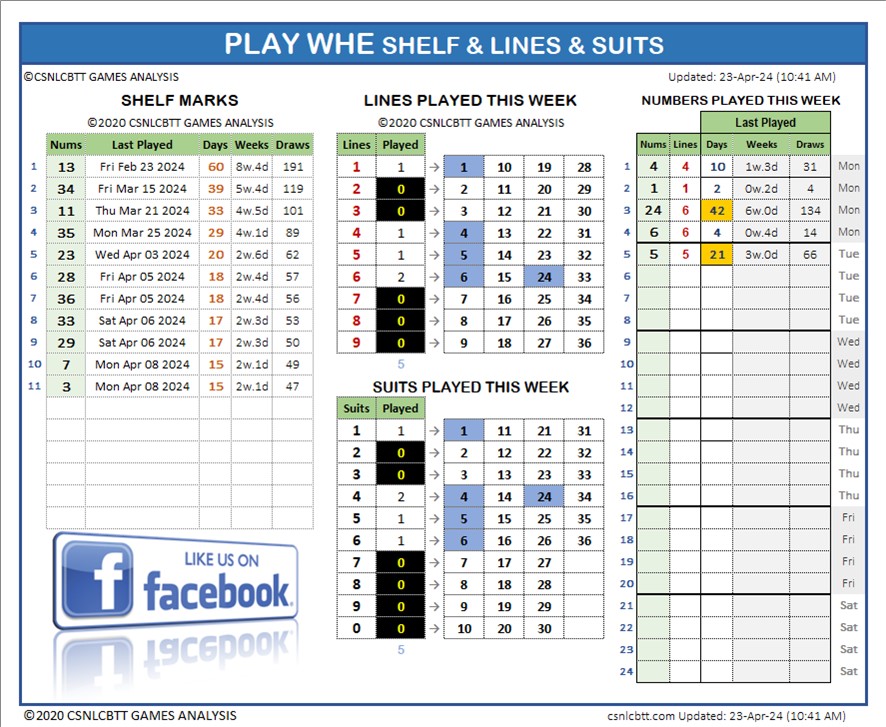 PLAY WHE SHELF & LINES & SUITS
©CSNLCBTT GAMES ANALYSIS
Updated: 23-Apr-24 (10:41 AM)
SHELF MARKS
©2020 CSNLCBTT GAMES ANALYSIS
Nums Last Played Days Weeks Draws
1 13 Fri Feb 23 2024 60 8w.4d 191
2 34 Fri Mar 15 2024 39 5w.4d 119
3 11 Thu Mar 21 2024 33 4w.5d 101
4 35 Mon Mar 25 2024 29 4w.1d 89
5 23 Wed Apr 03 2024 20 2w.6d 62
6 28 Fri Apr 05 2024 18 2w.4d 57
7 36 Fri Apr 05 2024 18 2w.4d 56
8 33 Sat Apr 06 2024 17 2w.3d 53
9 29 Sat Apr 06 2024 17 2w.3d 50
10 7 Mon Apr 08 2024 15 2w.1d 49
11 3 Mon Apr 08 2024 15 2w.1d 47
LIKE US ON
facebook
LINES PLAYED THIS WEEK
©2020 CSNLCBTT GAMES ANALYSIS
Lines Played
1 1 → 1 10 19 28
2 0 → 2 11 20 29
3 0 → 3 12 21 30
4 1 → 4 13 22 31
5 1 → 5 14 23 32
6 2 → 6 15 24 33
7 0 → 7 16 25 34
8 0 → 8 17 26 35
9 0 → 9 18 27 36
5
SUITS PLAYED THIS WEEK
Suits Played
1 1 → 1 11 21 31
2 0 → 2 12 22 32
3 0 → 3 13 23 33
4 2 → 4 14 24 34
5 1 → 5 15 25 35
6 1 → 6 16 26 36
7 0 → 7 17 27
8 0 → 8 18 28
9 0 → 9 19 29
0 0 → 10 20 30
5
NUMBERS PLAYED THIS WEEK
Last Played
Nums Lines Days Weeks Draws
1 4 4 10 1w.3d 31 Mon
2 1 1 2 0w.2d 4 Mon
3 24 6 42 6w.0d 134 Mon
4 6 6 4 0w.4d 14 Mon
5 5 5 21 3w.0d 66 Tue
6 Tue
7 Tue
8 Tue
9 Wed
10 Wed
11 Wed
12 Wed
13 Thu
14 Thu
15 Thu
16 Thu
17 Fri
18 Fri
19 Fri
20 Fri
21 Sat
22 Sat
23 Sat
24 Sat
©2020 CSNLCBTT GAMES ANALYSIS
csnlcbtt.com Updated: 23-Apr-24 (10:41 AM)